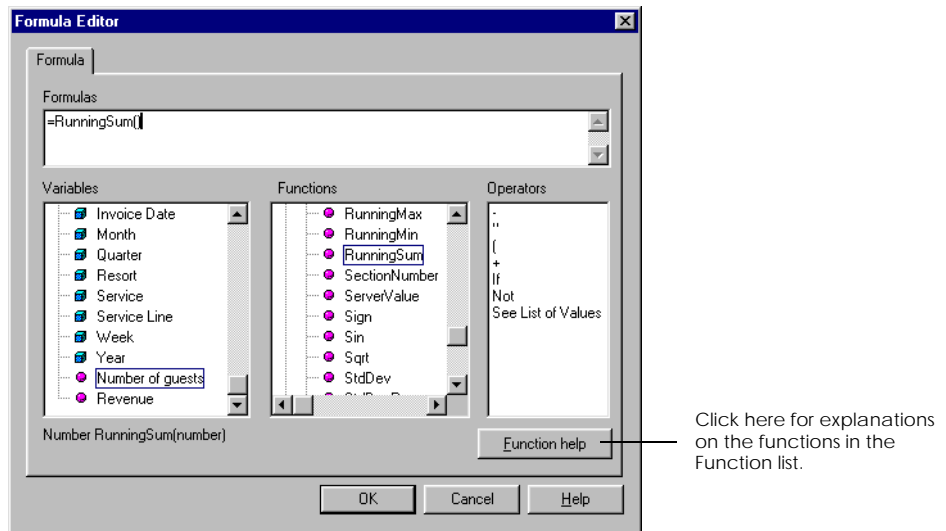 Formula Editor
Formula
Formulas
=RunningSum()
Variables
Invoice Date
Month
Quarter
Resort
Service
Service Line
Week
Year
Number of guests
Revenue
Functions
RunningMax
RunningMin
RunningSum
SectionNumber
ServerValue
Sign
Sin
Sqrt
StdDev
Operators
-
"
(
+
If
Not
See List of Values
Number RunningSum(number)
Function help
OK
Cancel
Help
Click here for explanations
on the functions in the
Function list.